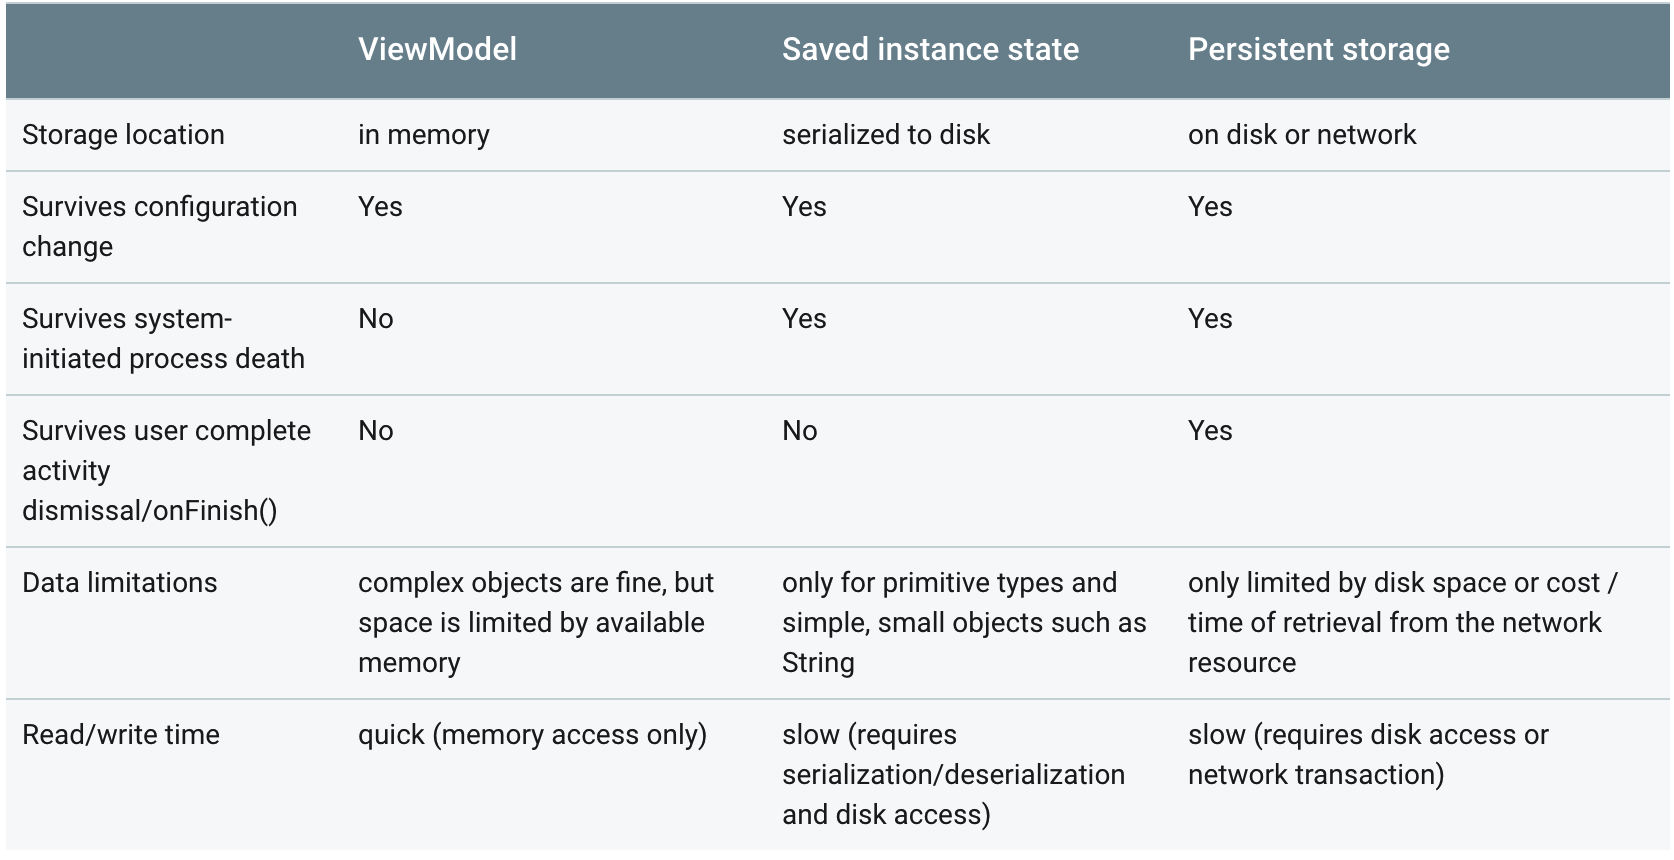 ViewModel Saved instance state Persistent storage
Storage location in memory serialized to disk on disk or network
Survives configuration Yes Yes Yes
change
Survives system- No Yes Yes
initiated process death
Survives user complete No No Yes
activity
dismissal/onFinish()
Data limitations complex objects are fine, but only for primitive types and only limited by disk space or cost /
space is limited by available simple, small objects such as time of retrieval from the network
memory String resource
Read/write time quick (memory access only) slow (requires slow (requires disk access or
serialization/deserialization network transaction)
and disk access)